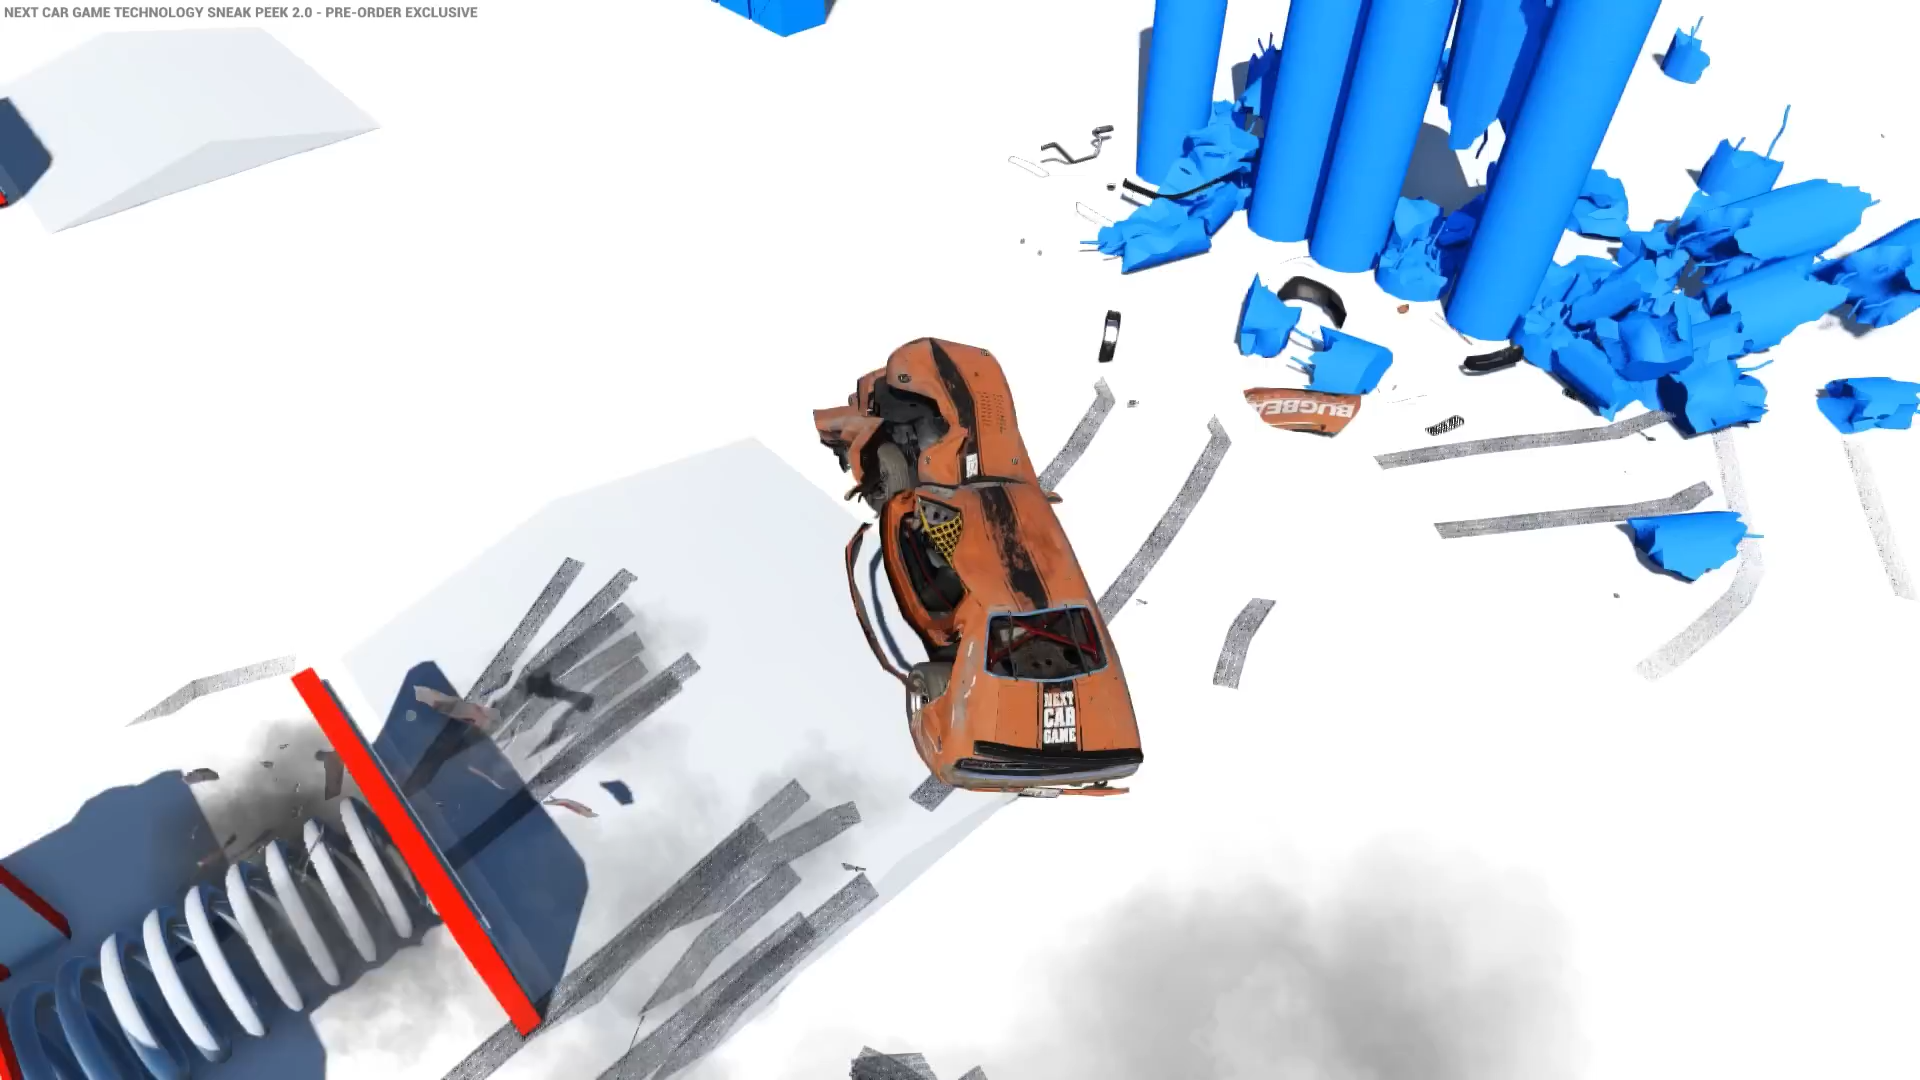 NEXT CAR GAME TECHNOLOGY SNEAK PEEK 2.0 - PRE-ORDER EXCLUSIVE
BUGBEA
NEXT
CAR
GAME